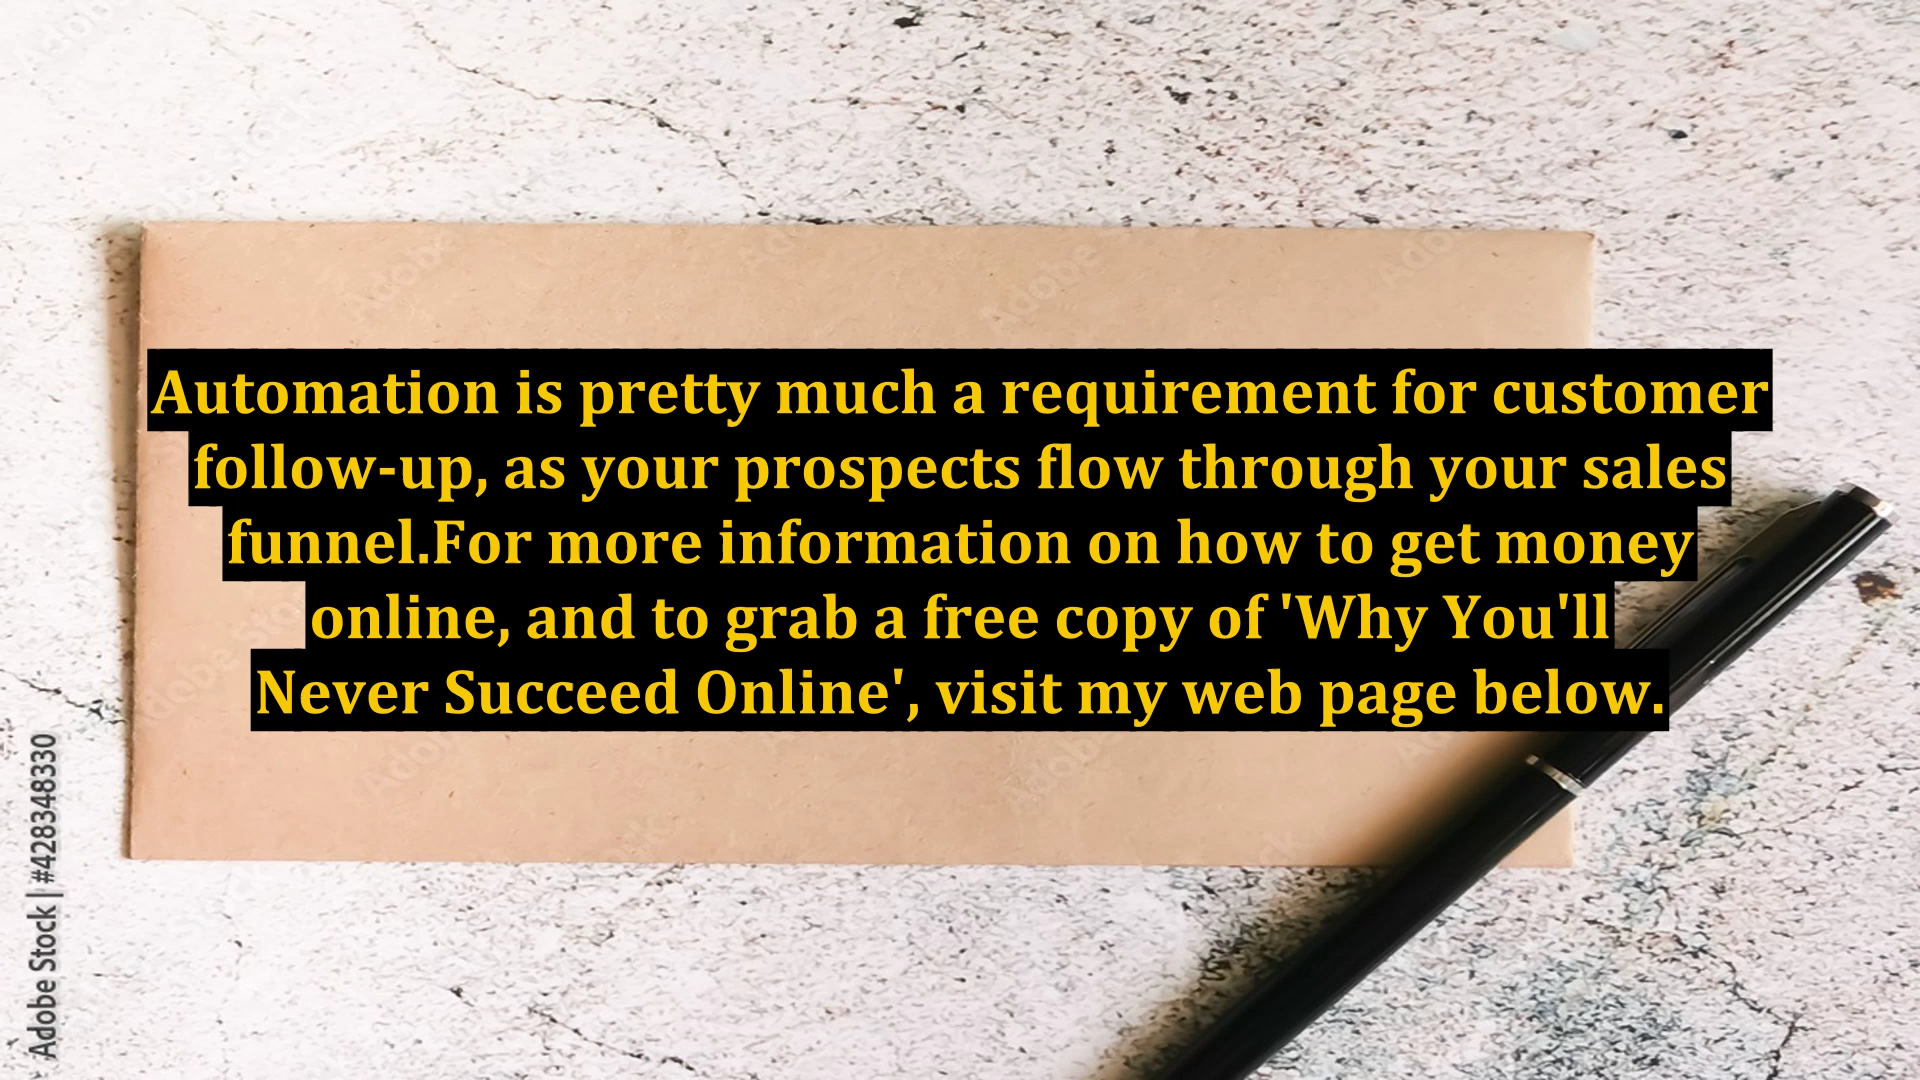 Automation is pretty much a requirement for customer
follow-up, as your prospects flow through your sales
funnel.For more information on how to get money
online, and to grab a free copy of 'Why You'll
Never Succeed Online', visit my web page below.
Adobe Stock | #428348330